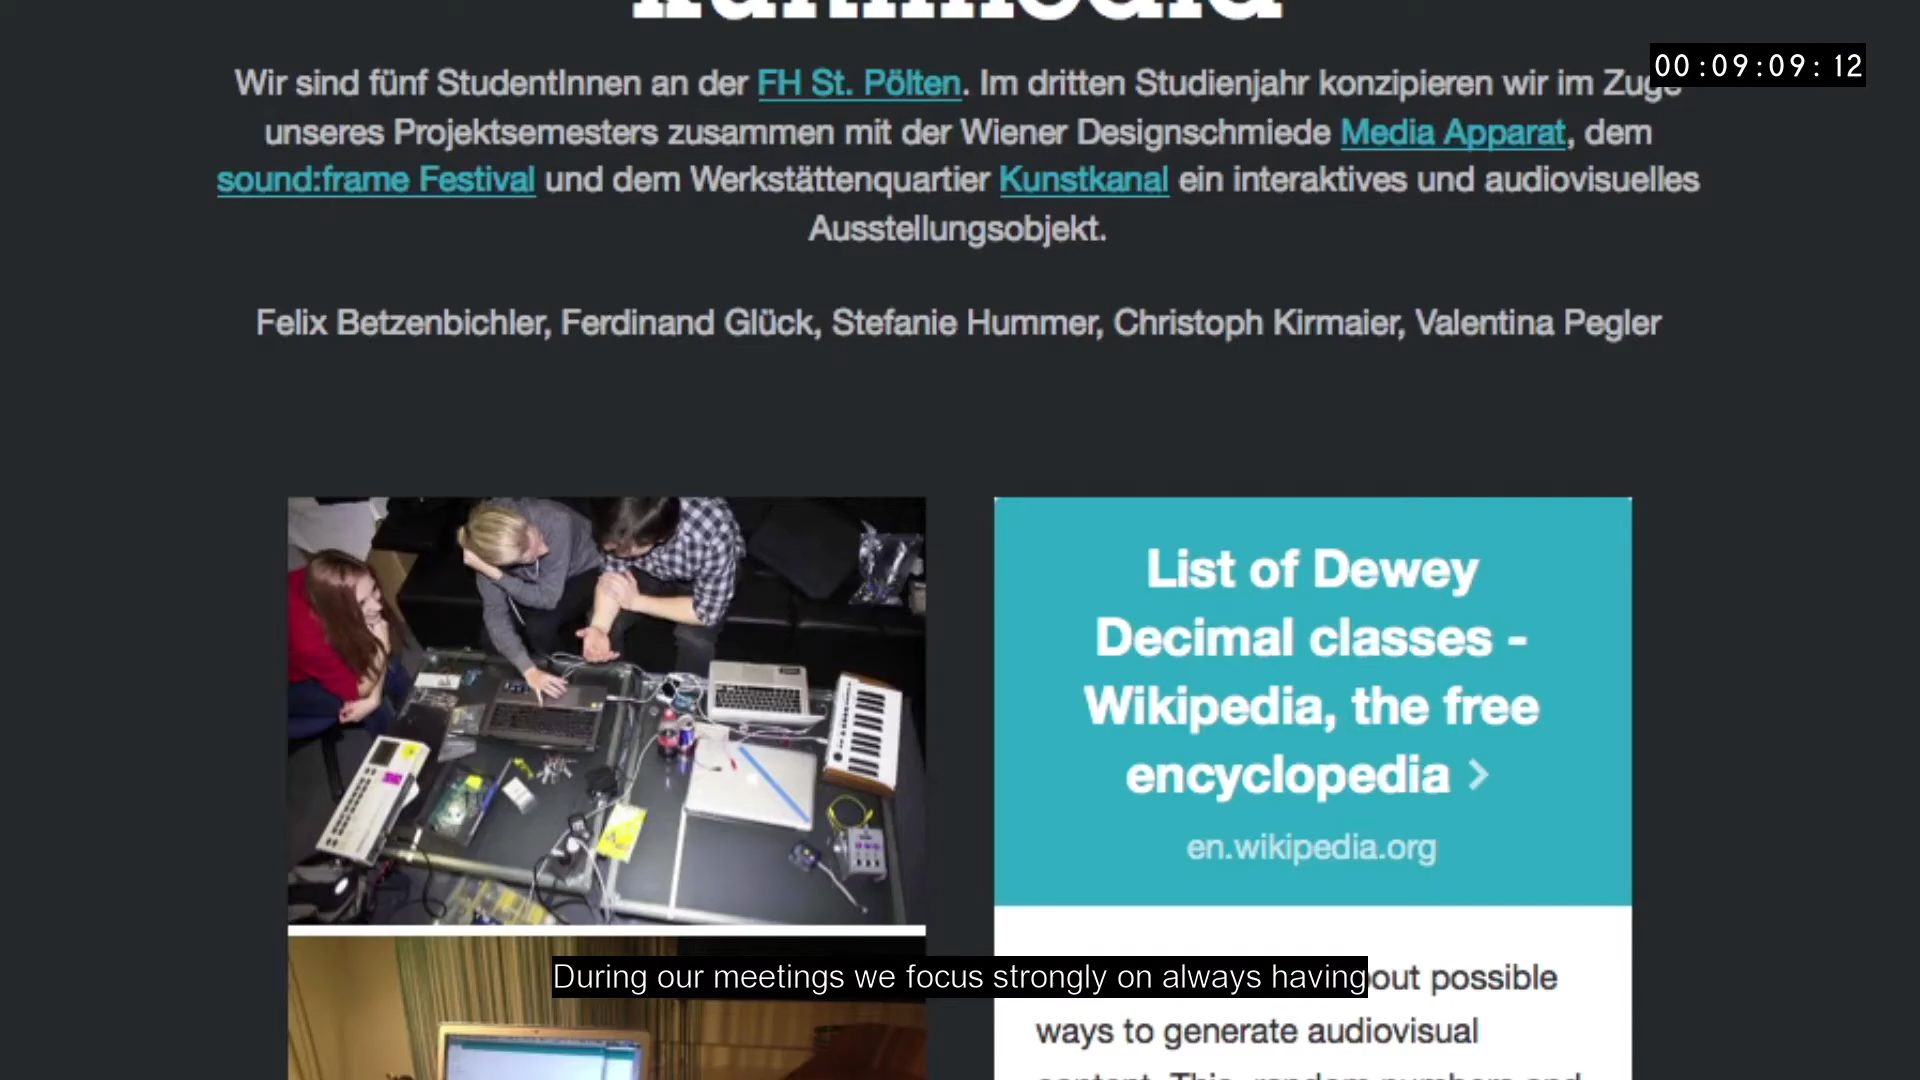 00:09:09:12
Wir sind fünf StudentInnen an der FH St. Pölten. Im dritten Studienjahr konzipieren wir im Zuge
unseres Projektsemesters zusammen mit der Wiener Designschmiede Media Apparat, dem
sound:frame Festival und dem Werkstättenquartier Kunstkanal ein interaktives und audiovisuelles
Ausstellungsobjekt.
Felix Betzenbichler, Ferdinand Glück, Stefanie Hummer, Christoph Kirmaier, Valentina Pegler
List of Dewey
Decimal classes -
Wikipedia, the free
encyclopedia >
en.wikipedia.org
During our meetings we focus strongly on always having
possible
ways to generate audiovisual